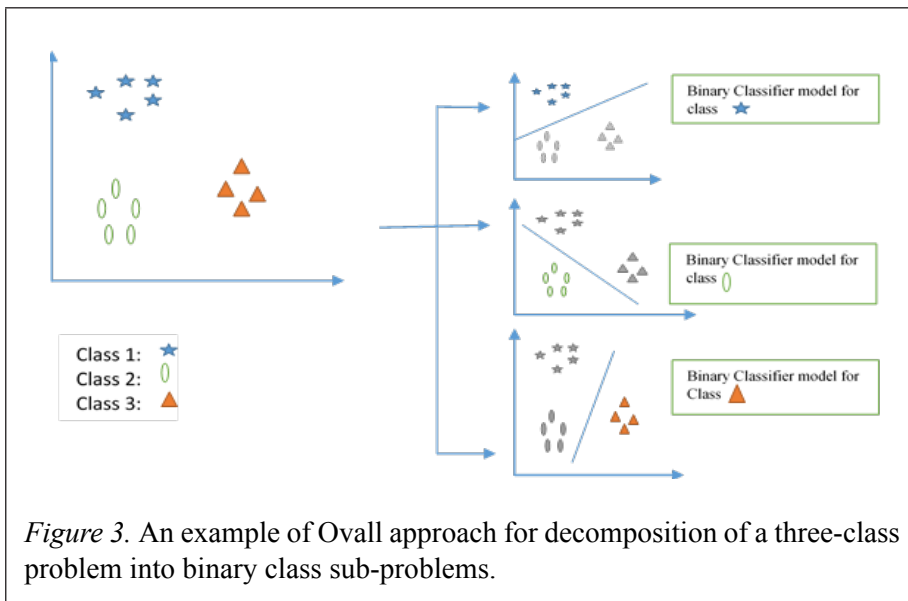 Binary Classifier model for
class
Binary Classifier model for
class
Binary Classifier model for
Class
Class 1:
Class 2:
Class 3:
Figure 3. An example of Ovall approach for decomposition of a three-class
problem into binary class sub-problems.